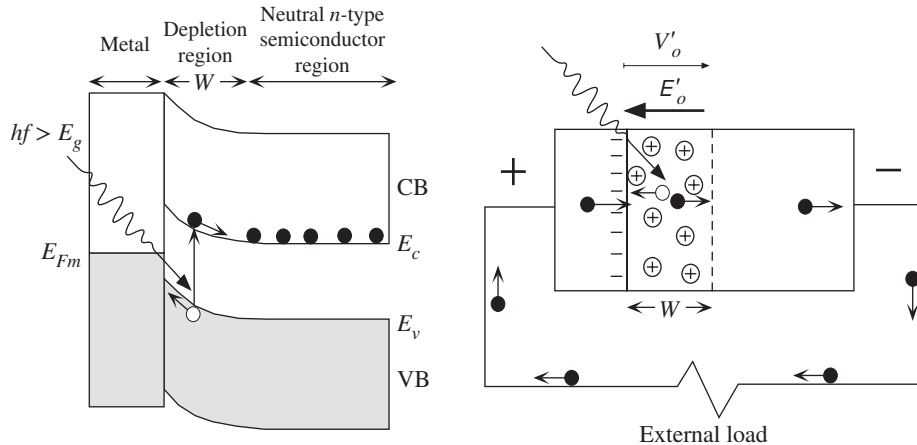 Metal
Depletion
region
W
Neutral n-type
semiconductor
region
hf > E_g
CB
E_c
E_Fm
E_v
VB
V′_o
E′_o
+
−
W
External load